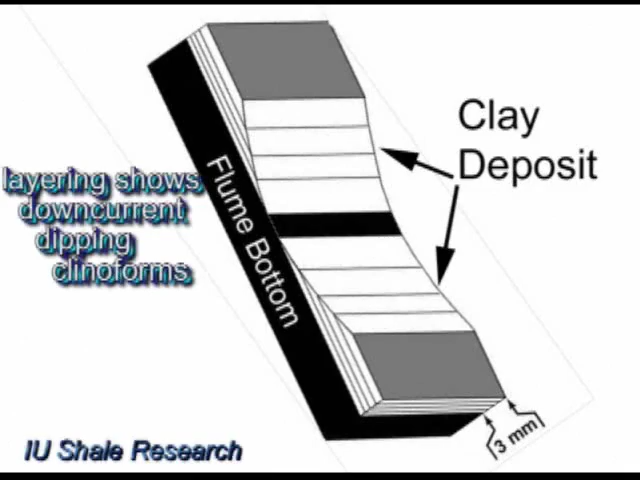 Clay
Deposit
layering shows
downcurrent
dipping
clinoforms
Flume Bottom
3 mm
IU Shale Research